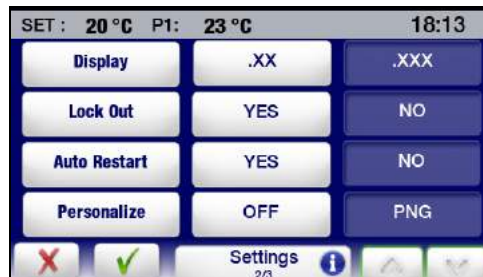 SET : 20 °C P1: 23 °C 18:13
Display .XX .XXX
Lock Out YES NO
Auto Restart YES NO
Personalize OFF PNG
Settings i
2/3